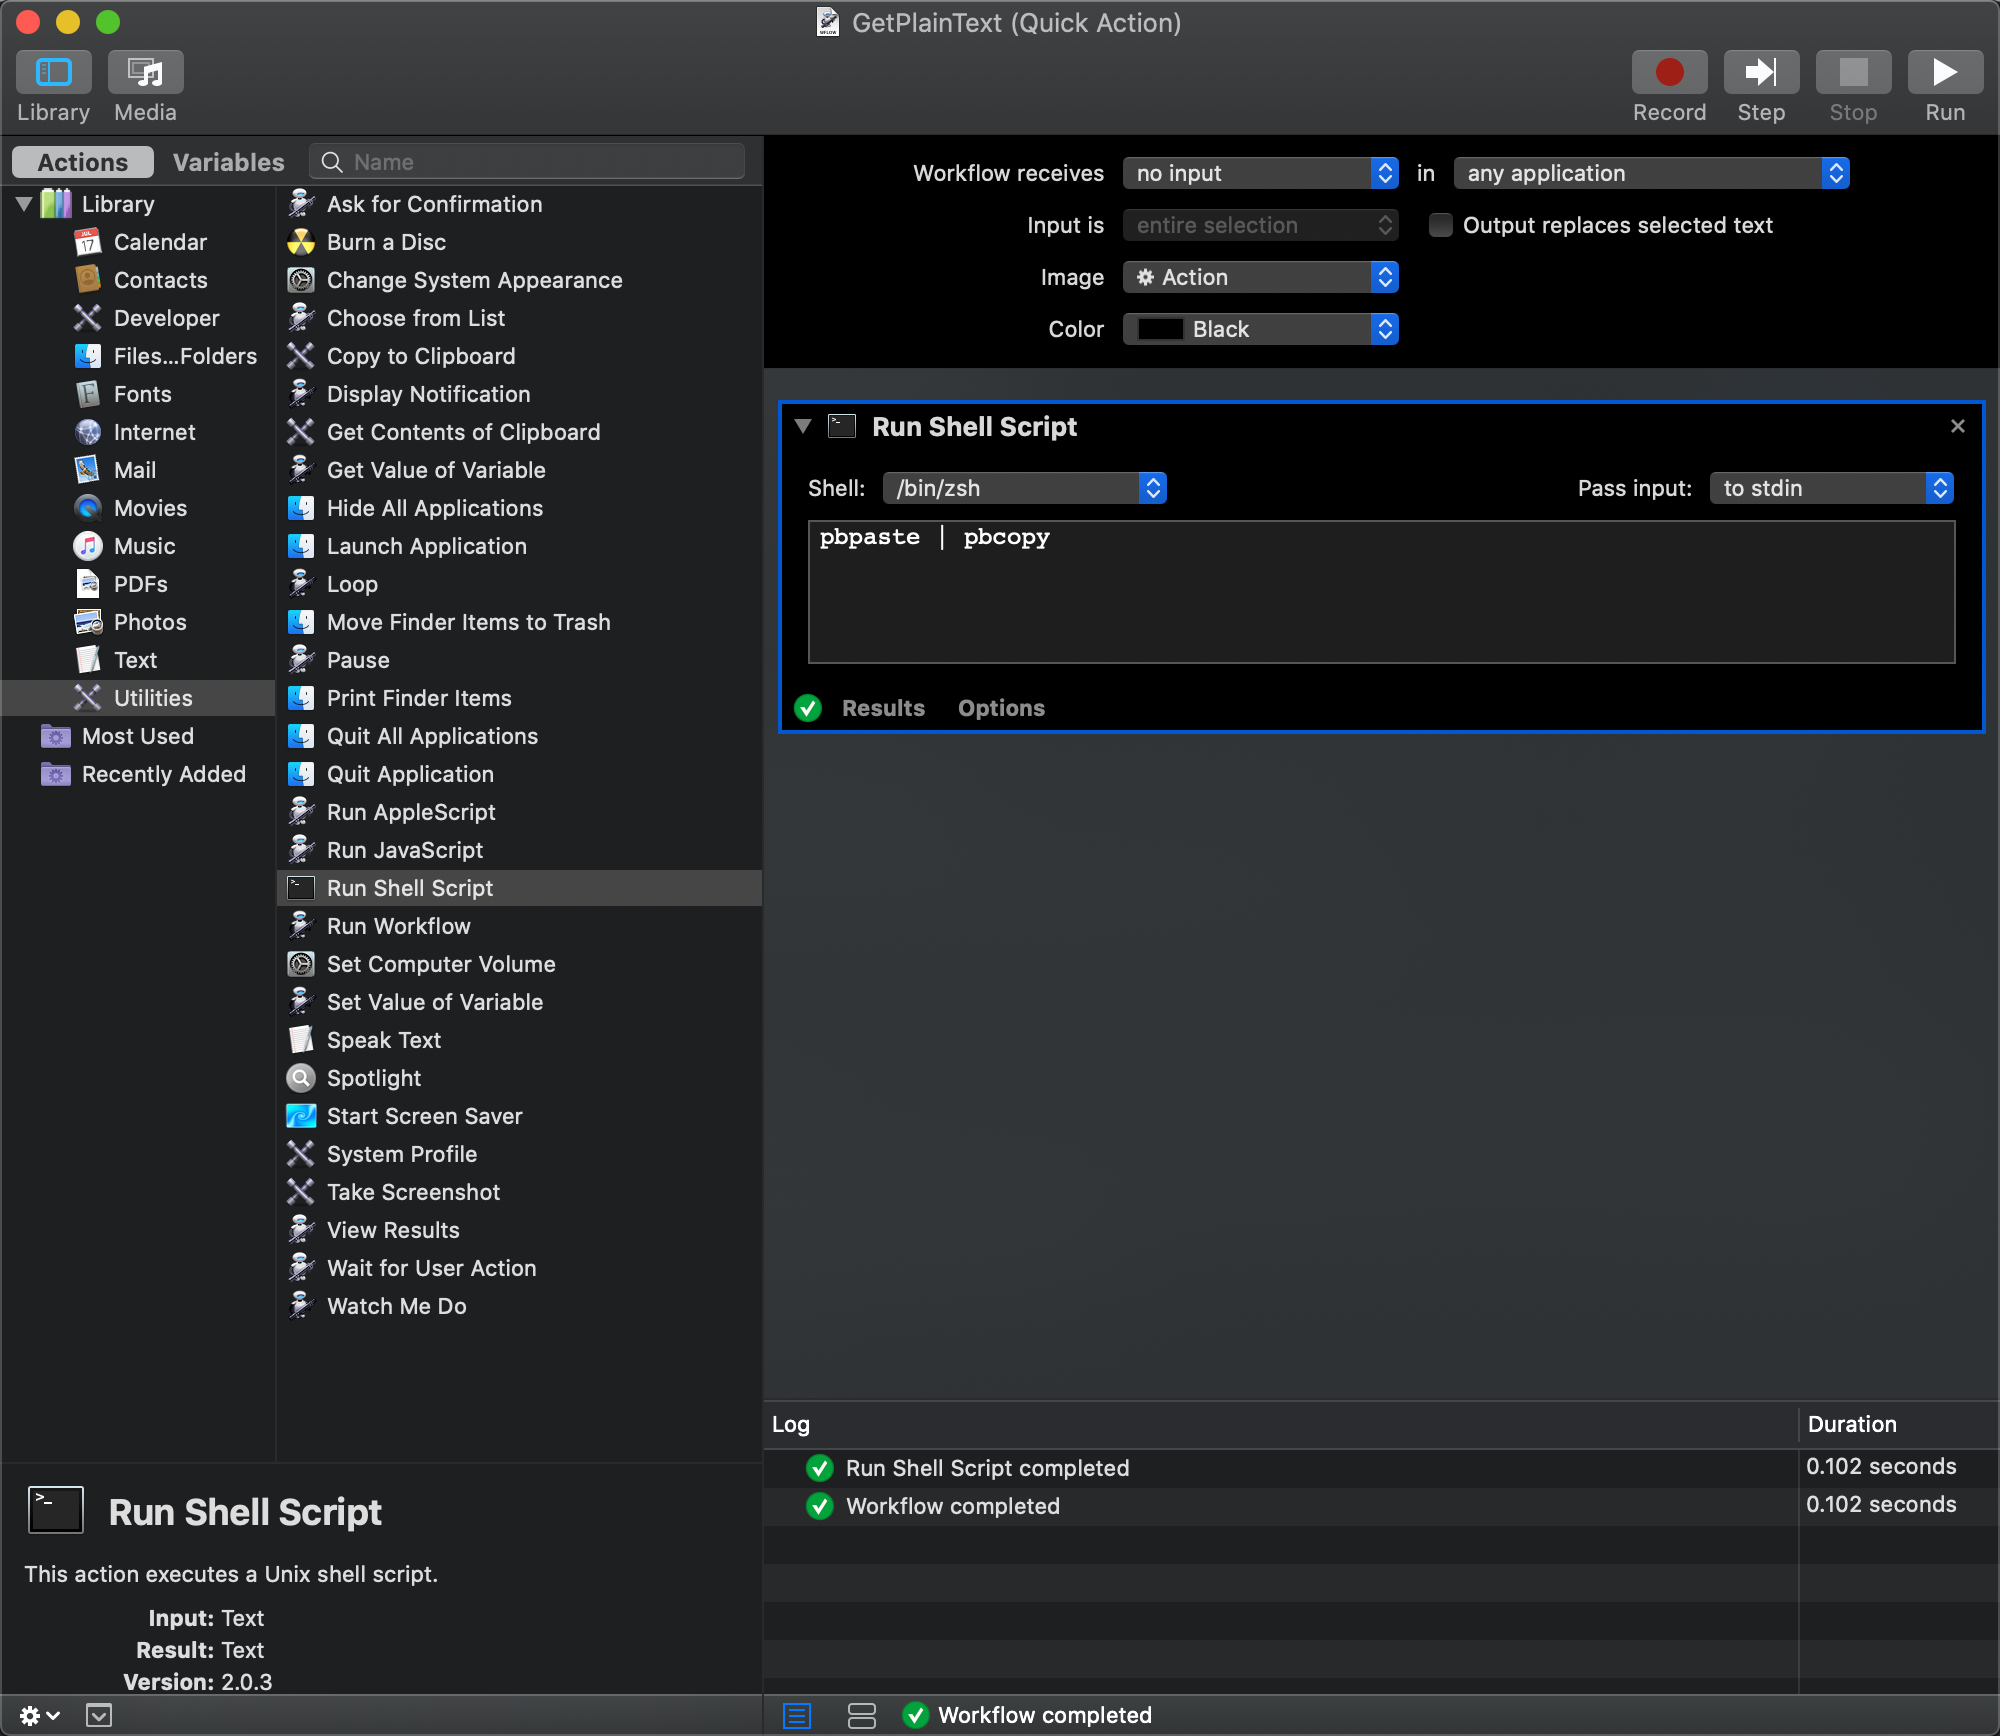 GetPlainText (Quick Action)
Library
Media
Record
Step
Stop
Run
Actions
Variables
Name
Library
Calendar
Contacts
Developer
Files...Folders
Fonts
Internet
Mail
Movies
Music
PDFs
Photos
Text
Utilities
Most Used
Recently Added
Ask for Confirmation
Burn a Disc
Change System Appearance
Choose from List
Copy to Clipboard
Display Notification
Get Contents of Clipboard
Get Value of Variable
Hide All Applications
Launch Application
Loop
Move Finder Items to Trash
Pause
Print Finder Items
Quit All Applications
Quit Application
Run AppleScript
Run JavaScript
Run Shell Script
Run Workflow
Set Computer Volume
Set Value of Variable
Speak Text
Spotlight
Start Screen Saver
System Profile
Take Screenshot
View Results
Wait for User Action
Watch Me Do
Run Shell Script
This action executes a Unix shell script.
Input: Text
Result: Text
Version: 2.0.3
Workflow receives no input in any application
Input is entire selection Output replaces selected text
Image Action
Color Black
Run Shell Script
Shell: /bin/zsh Pass input: to stdin
pbpaste | pbcopy
Results Options
Log Duration
Run Shell Script completed 0.102 seconds
Workflow completed 0.102 seconds
Workflow completed